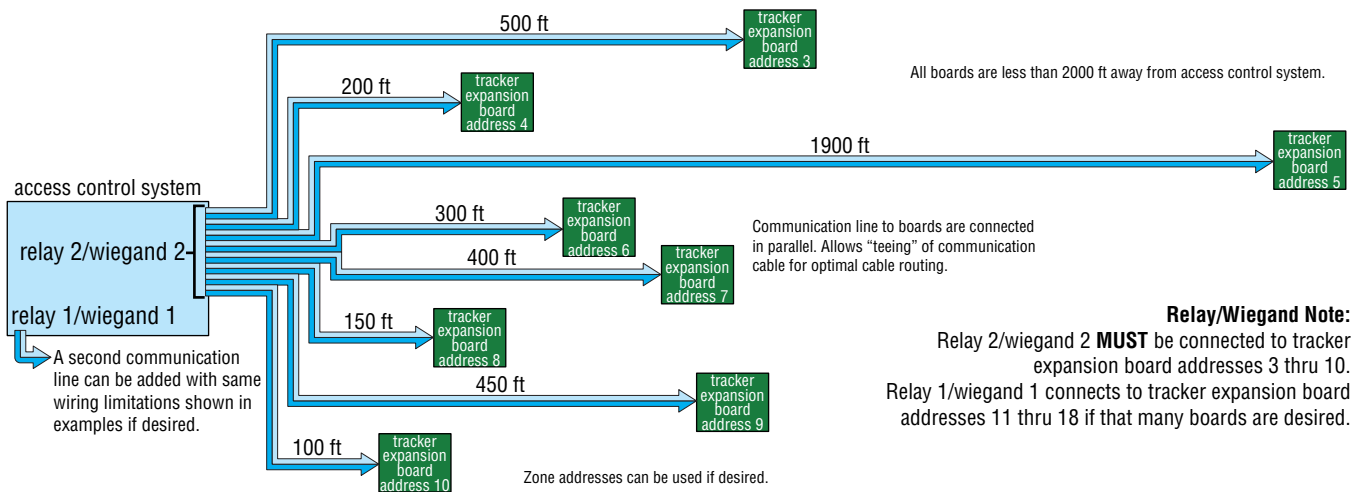 500 ft
tracker
expansion
board
address 3
All boards are less than 2000 ft away from access control system.
200 ft
tracker
expansion
board
address 4
1900 ft
tracker
expansion
board
address 5
access control system
relay 2/wiegand 2
relay 1/wiegand 1
300 ft
tracker
expansion
board
address 6
Communication line to boards are connected
in parallel. Allows “teeing” of communication
cable for optimal cable routing.
400 ft
tracker
expansion
board
address 7
150 ft
tracker
expansion
board
address 8
Relay/Wiegand Note:
Relay 2/wiegand 2 MUST be connected to tracker
expansion board addresses 3 thru 10.
Relay 1/wiegand 1 connects to tracker expansion board
addresses 11 thru 18 if that many boards are desired.
A second communication
line can be added with same
wiring limitations shown in
examples if desired.
450 ft
tracker
expansion
board
address 9
100 ft
tracker
expansion
board
address 10
Zone addresses can be used if desired.